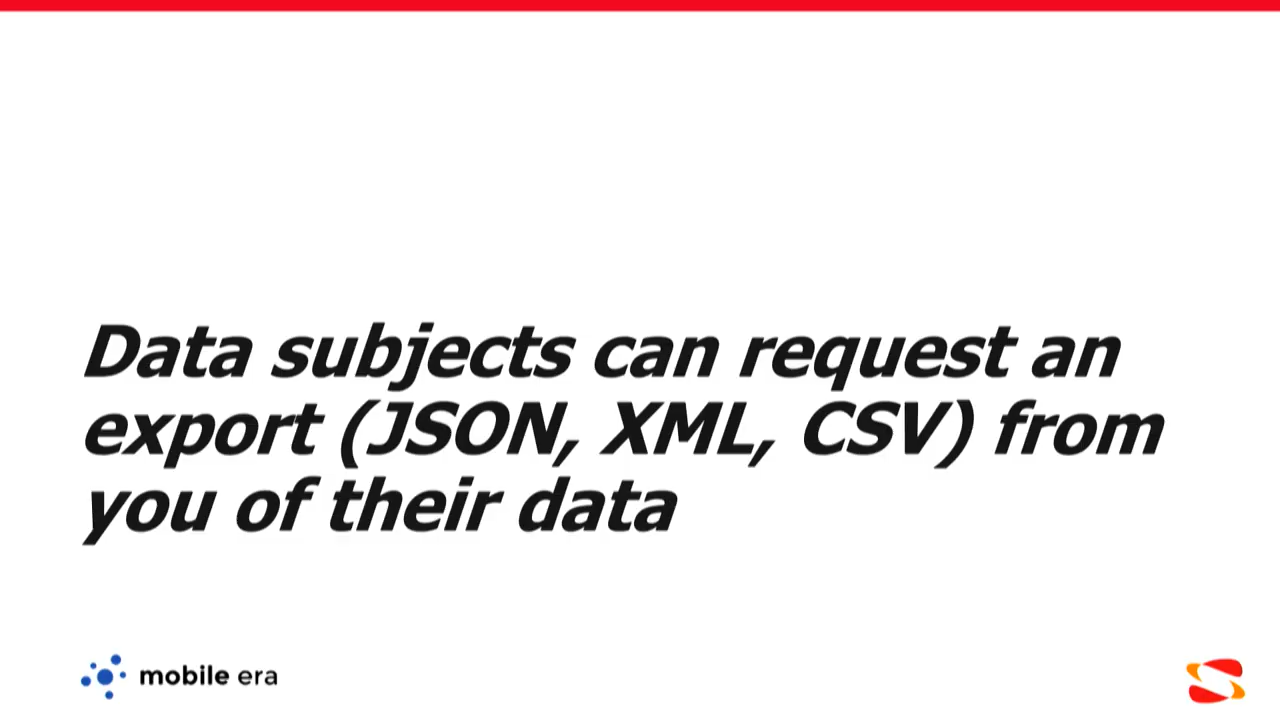 Data subjects can request an
export (JSON, XML, CSV) from
you of their data
mobile era